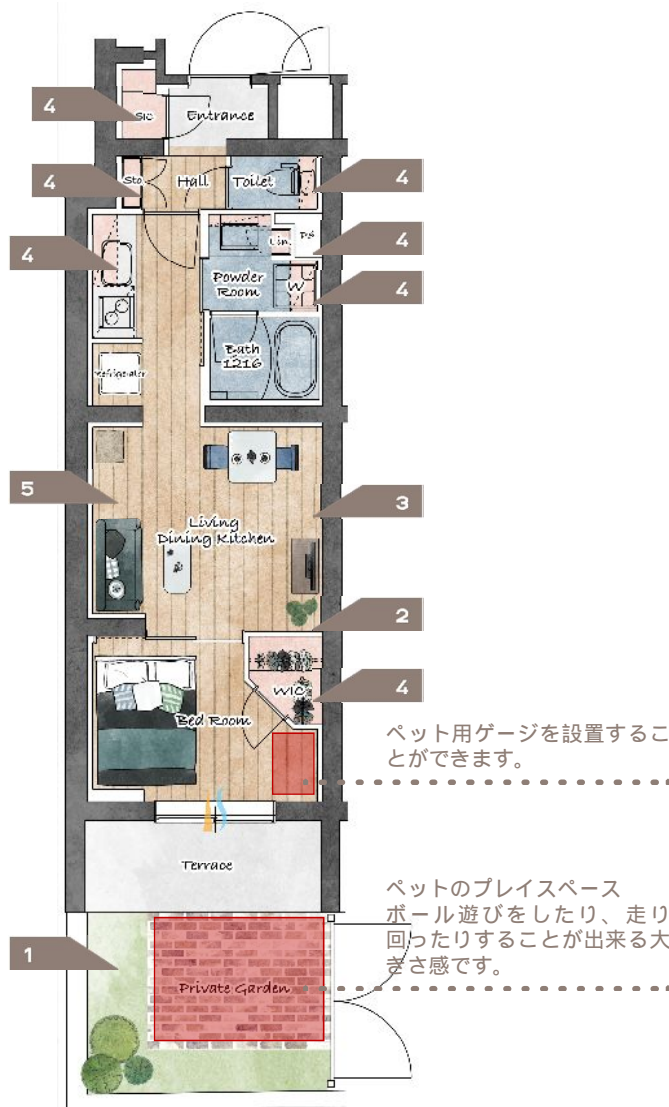 4
SIC
Entrance
4
Sto
Hall
Toilet
4
4
Lin
PS
4
Powder
Room
W
4
Bath
1216
Refrigerator
5
3
Living
Dining Kitchen
2
WIC
4
Bed Room
ペット用ゲージを設置するこ
とができます。
Terrace
ペットのプレイスペース
ボール遊びをしたり、走り
回ったりすることが出来る大
きさ感です。
1
Private Garden